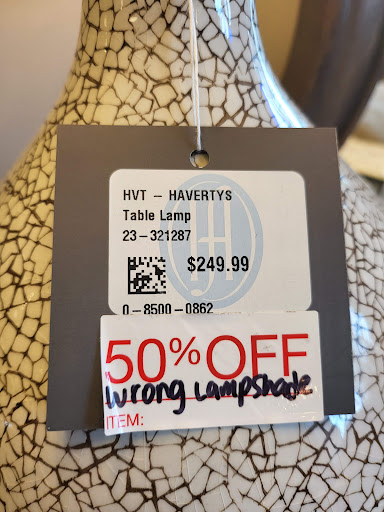 HVT - HAVERTYS
Table Lamp
23-321287
$249.99
0-8500-0862
50% OFF
Wrong Lampshade
ITEM: